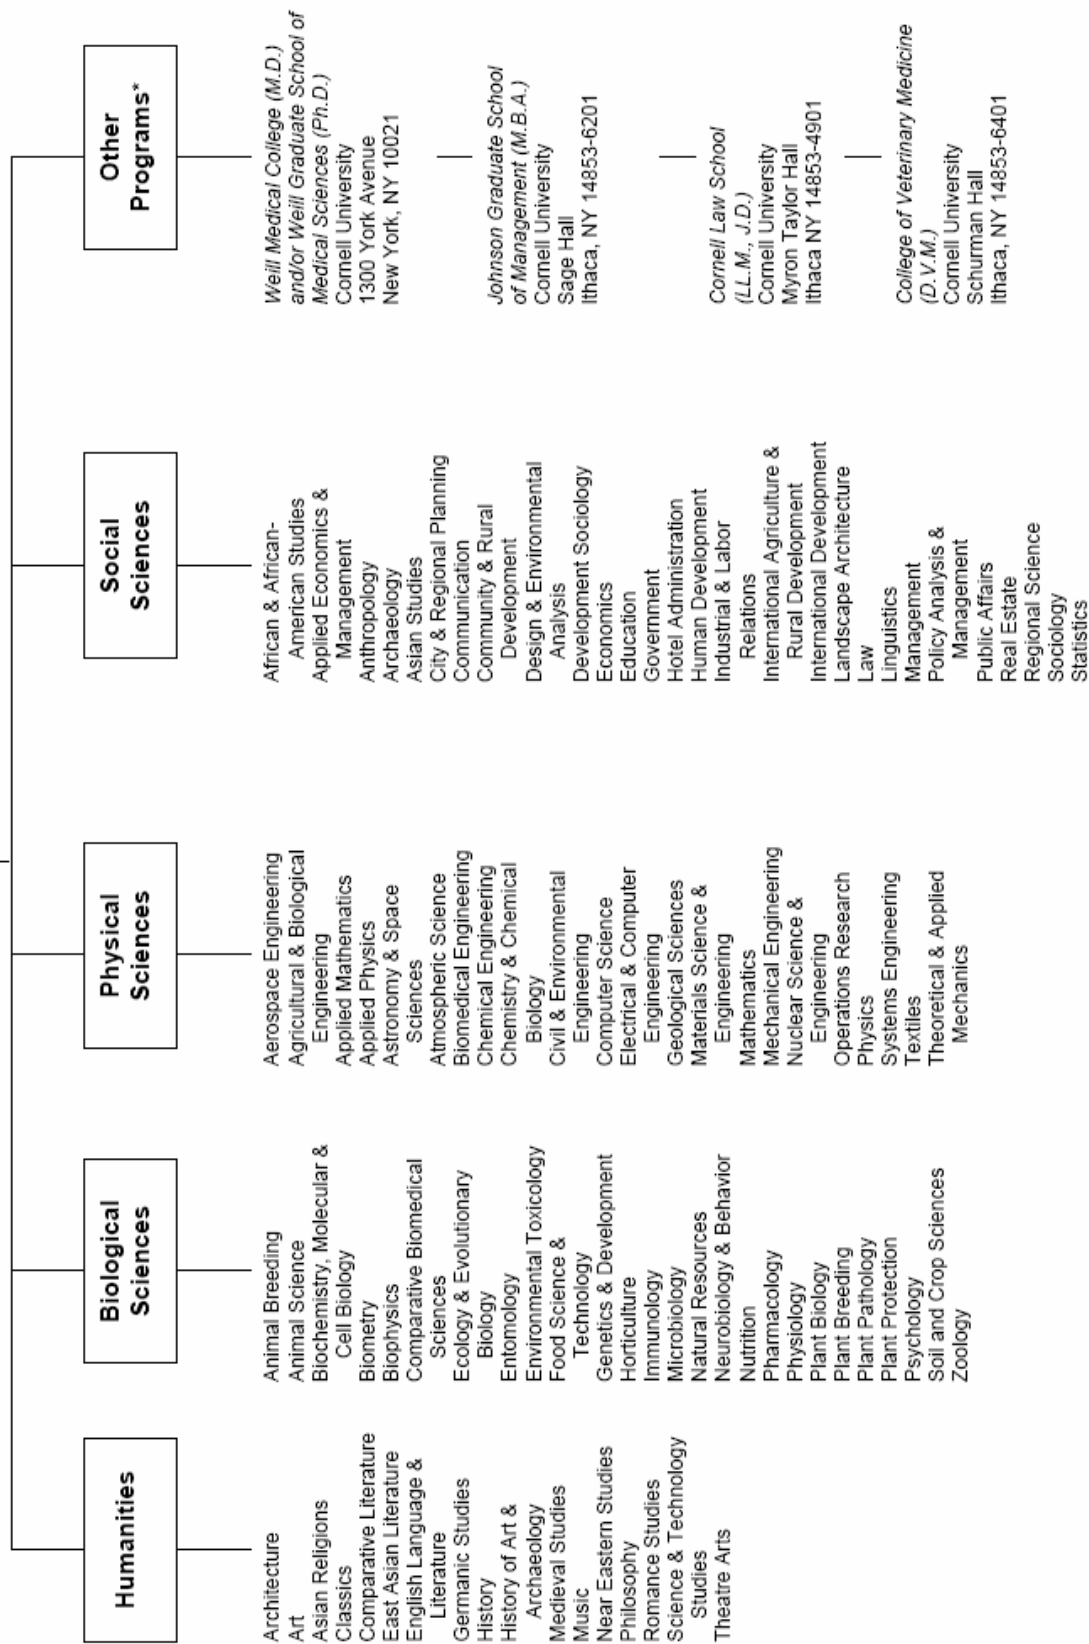 Humanities
Architecture
Art
Asian Religions
Classics
Comparative Literature
East Asian Literature
English Language &
Literature
Germanic Studies
History
History of Art &
Archaeology
Medieval Studies
Music
Near Eastern Studies
Philosophy
Romance Studies
Science & Technology
Studies
Theatre Arts
Biological
Sciences
Animal Breeding
Animal Science
Biochemistry, Molecular &
Cell Biology
Biometry
Biophysics
Comparative Biomedical
Sciences
Ecology & Evolutionary
Biology
Entomology
Environmental Toxicology
Food Science &
Technology
Genetics & Development
Horticulture
Immunology
Microbiology
Natural Resources
Neurobiology & Behavior
Nutrition
Pharmacology
Physiology
Plant Biology
Plant Breeding
Plant Pathology
Plant Protection
Psychology
Soil and Crop Sciences
Zoology
Physical
Sciences
Aerospace Engineering
Agricultural & Biological
Engineering
Applied Mathematics
Applied Physics
Astronomy & Space
Sciences
Atmospheric Science
Biomedical Engineering
Chemical Engineering
Chemistry & Chemical
Biology
Civil & Environmental
Engineering
Computer Science
Electrical & Computer
Engineering
Geological Sciences
Materials Science &
Engineering
Mathematics
Mechanical Engineering
Nuclear Science &
Engineering
Operations Research
Physics
Systems Engineering
Textiles
Theoretical & Applied
Mechanics
Social
Sciences
African & African-
American Studies
Applied Economics &
Management
Anthropology
Archaeology
Asian Studies
City & Regional Planning
Communication
Community & Rural
Development
Design & Environmental
Analysis
Development Sociology
Economics
Education
Government
Hotel Administration
Human Development
Industrial & Labor
Relations
International Agriculture &
Rural Development
International Development
Landscape Architecture
Law
Linguistics
Management
Policy Analysis &
Management
Public Affairs
Real Estate
Regional Science
Sociology
Statistics
Other
Programs*
Weill Medical College (M.D.)
and/or Weill Graduate School of
Medical Sciences (Ph.D.)
Cornell University
1300 York Avenue
New York, NY 10021
Johnson Graduate School
of Management (M.B.A.)
Cornell University
Sage Hall
Ithaca, NY 14853-6201
Cornell Law School
(LL.M., J.D.)
Cornell University
Myron Taylor Hall
Ithaca NY 14853-4901
College of Veterinary Medicine
(D.V.M.)
Cornell University
Schurman Hall
Ithaca, NY 14853-6401